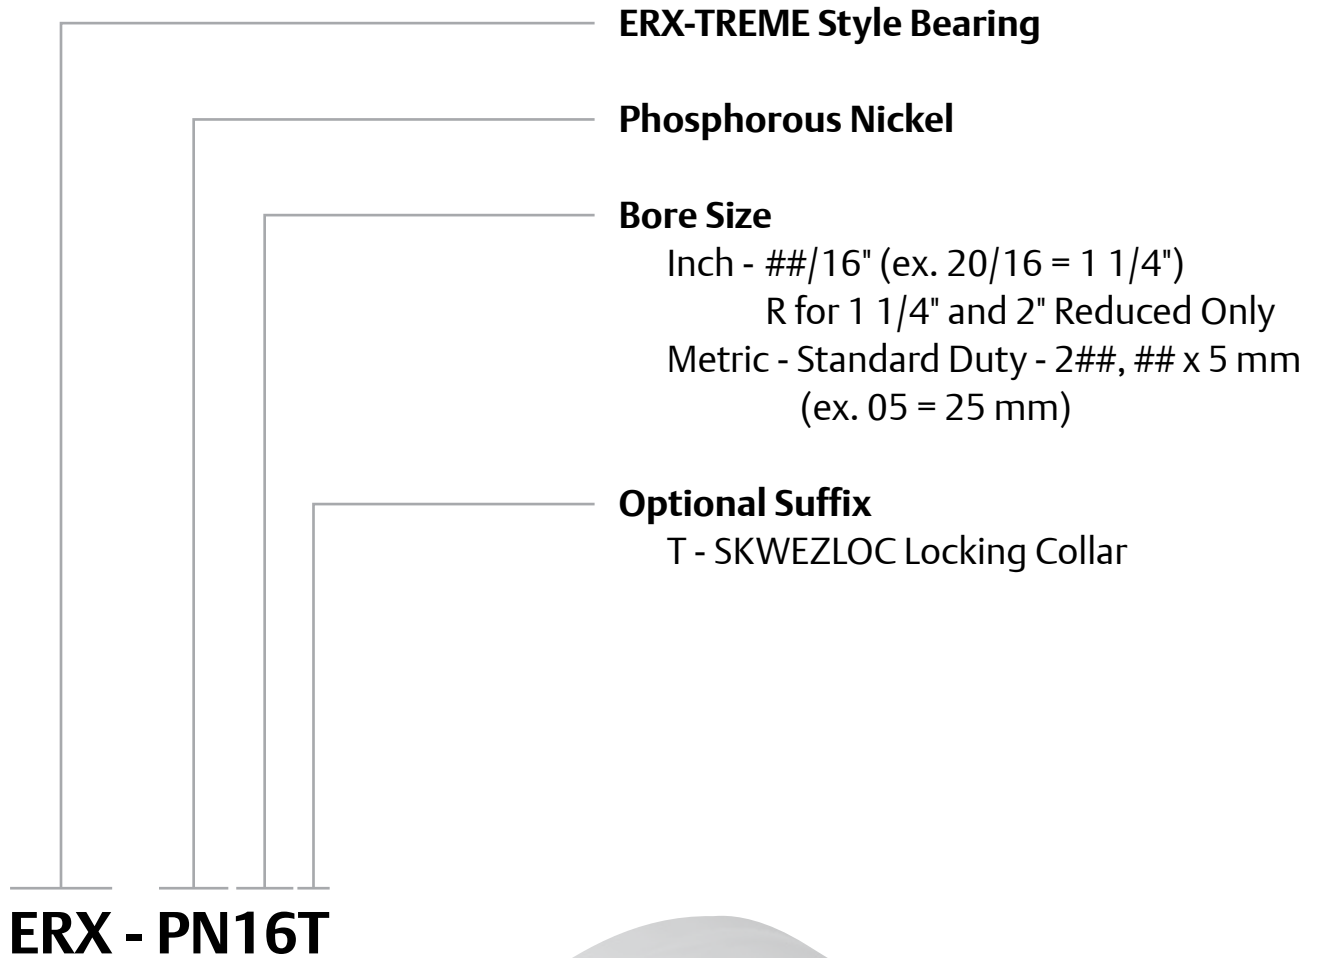 ERX-TREME Style Bearing
Phosphorous Nickel
Bore Size
Inch - ##/16" (ex. 20/16 = 1 1/4")
R for 1 1/4" and 2" Reduced Only
Metric - Standard Duty - 2##, ## x 5 mm
(ex. 05 = 25 mm)
Optional Suffix
T - SKWEZLOC Locking Collar
ERX - PN16T